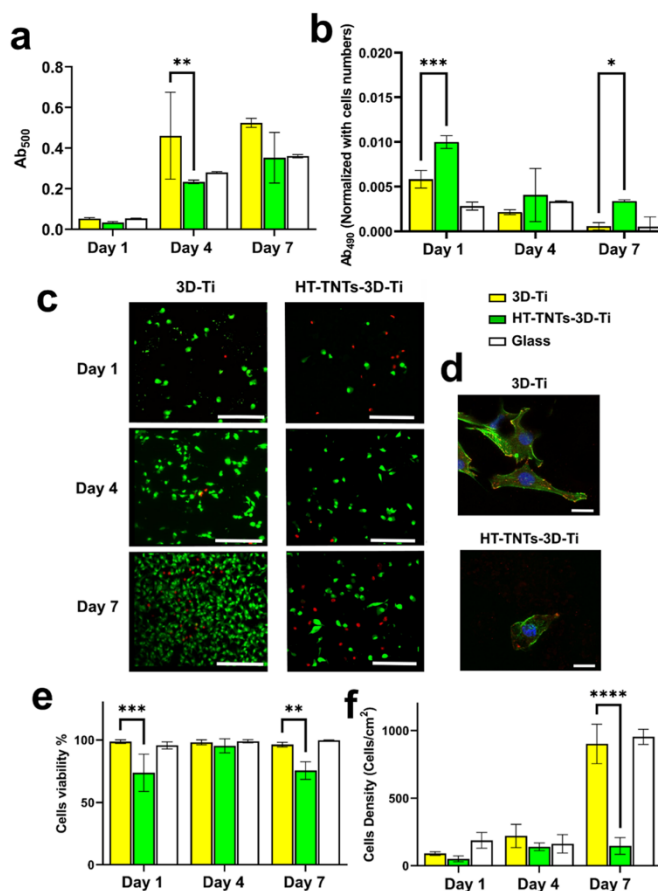 a
Ab500
0.8
0.6
0.4
0.2
0.0
**
Day 1 Day 4 Day 7
b
Ab490 (Normalized with cells numbers)
0.020
0.015
0.010
0.005
0.000
***
*
Day 1 Day 4 Day 7
c
3D-Ti HT-TNTs-3D-Ti
Day 1
Day 4
Day 7
3D-Ti
HT-TNTs-3D-Ti
Glass
d
3D-Ti
HT-TNTs-3D-Ti
e
Cells viability %
100
50
0
***
**
Day 1 Day 4 Day 7
f
Cells Density (Cells/cm²)
1000
500
0
****
Day 1 Day 4 Day 7